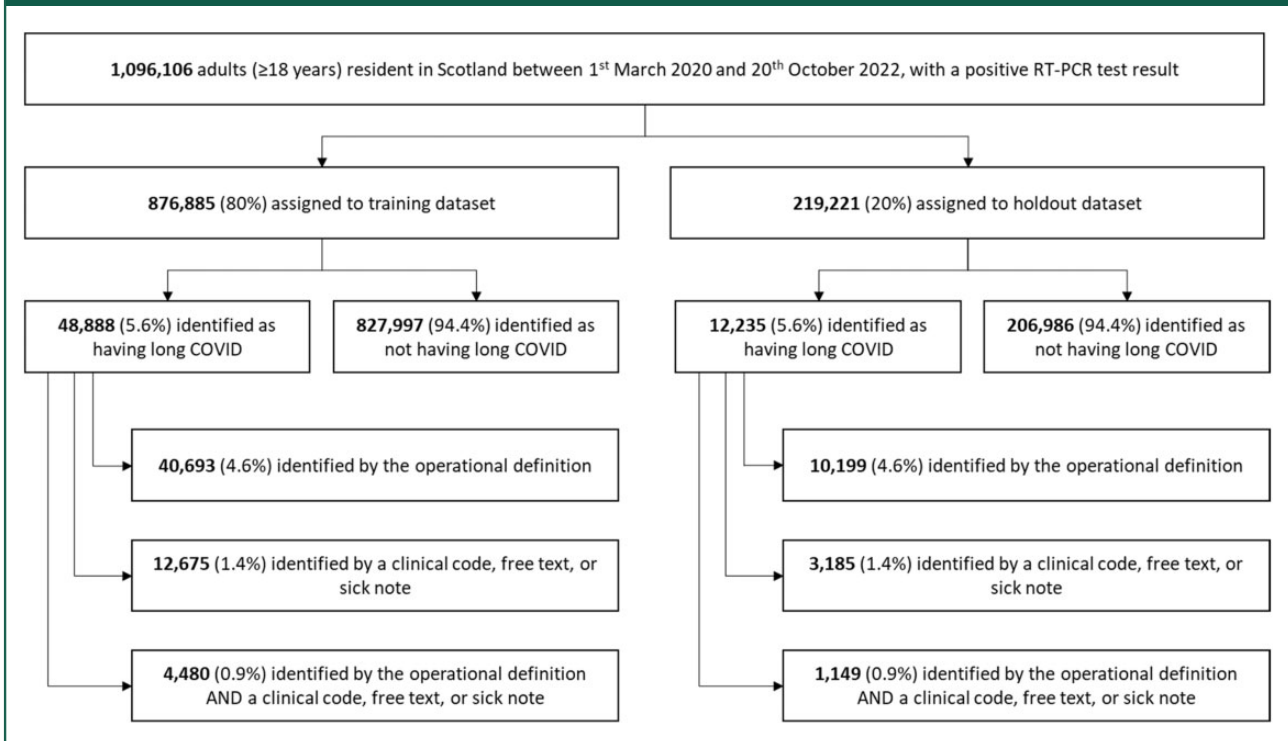 1,096,106 adults (≥18 years) resident in Scotland between 1st March 2020 and 20th October 2022, with a positive RT-PCR test result
876,885 (80%) assigned to training dataset
219,221 (20%) assigned to holdout dataset
48,888 (5.6%) identified as
having long COVID
827,997 (94.4%) identified as
not having long COVID
12,235 (5.6%) identified as
having long COVID
206,986 (94.4%) identified as
not having long COVID
40,693 (4.6%) identified by the operational definition
10,199 (4.6%) identified by the operational definition
12,675 (1.4%) identified by a clinical code, free text, or
sick note
3,185 (1.4%) identified by a clinical code, free text, or
sick note
4,480 (0.9%) identified by the operational definition
AND a clinical code, free text, or sick note
1,149 (0.9%) identified by the operational definition
AND a clinical code, free text, or sick note